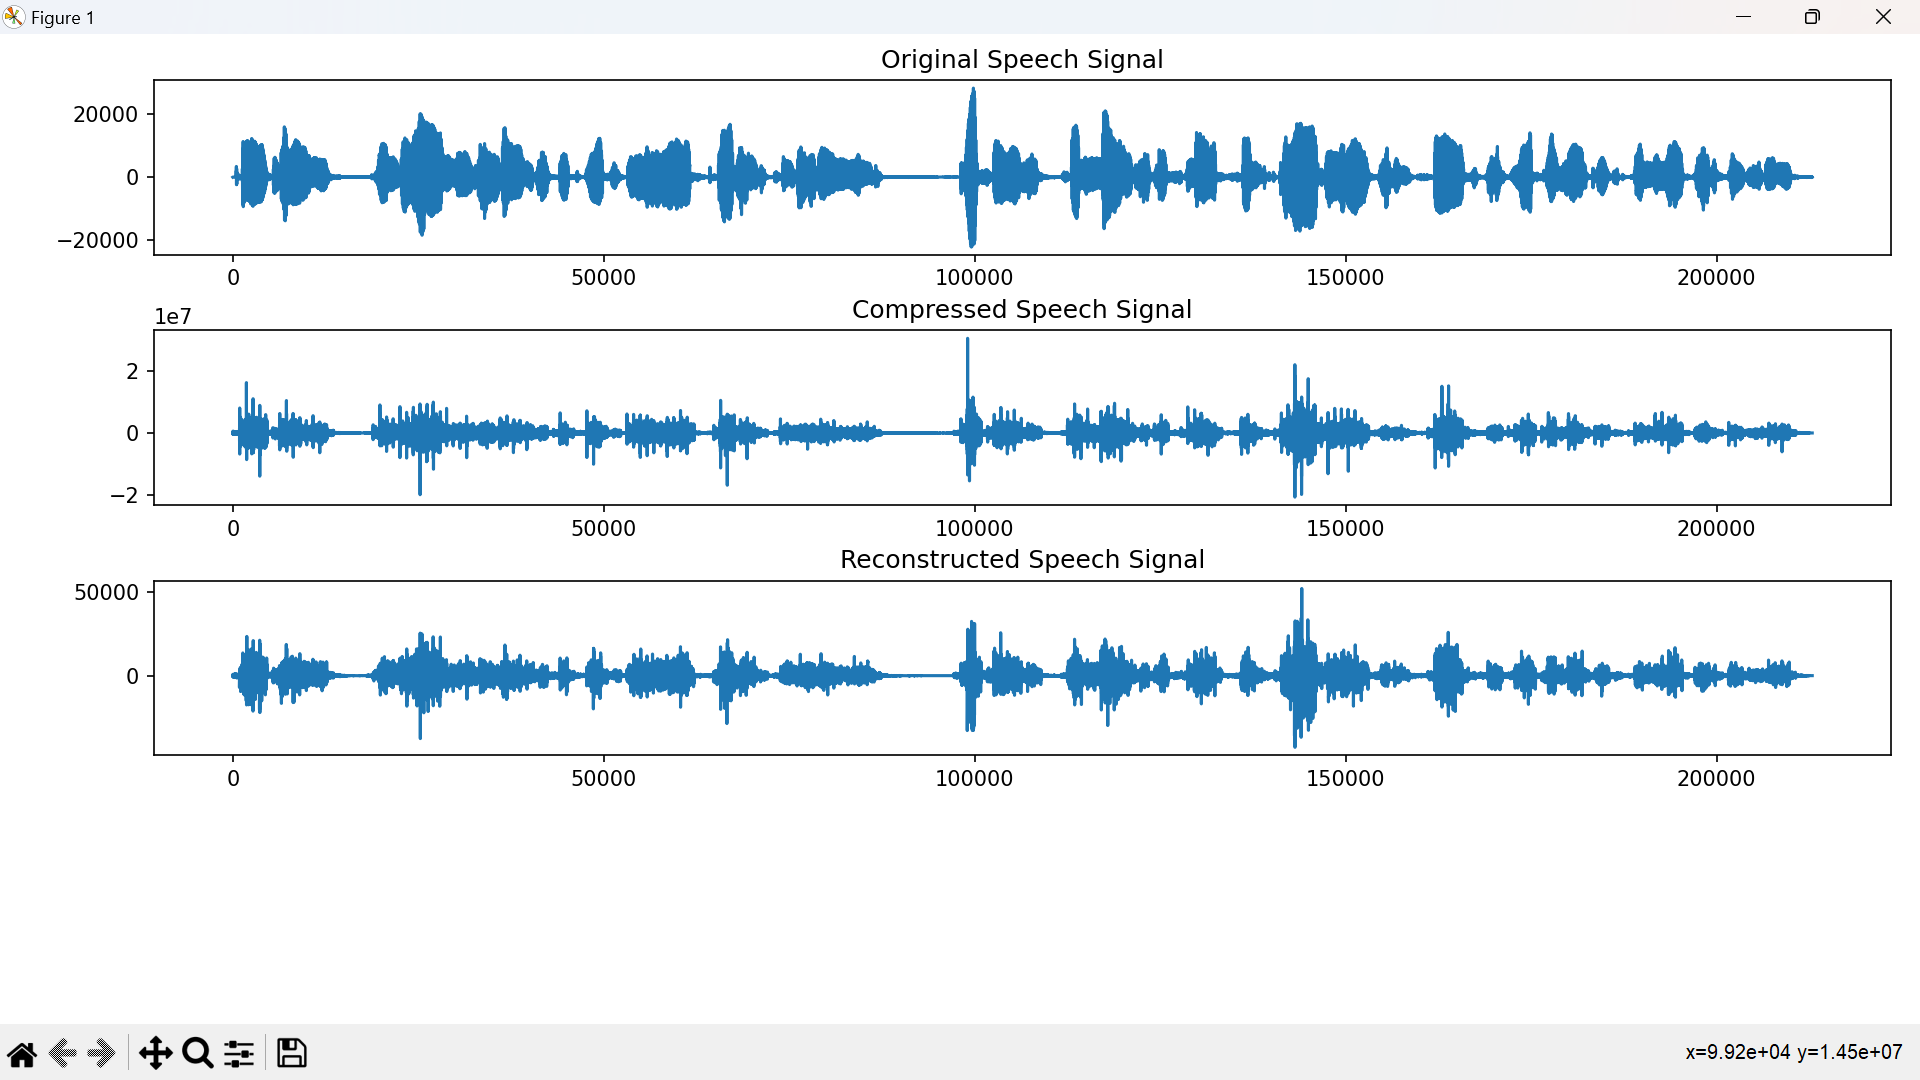 Figure 1
Original Speech Signal
20000
0
−20000
0 50000 100000 150000 200000
Compressed Speech Signal
1e7
2
0
−2
0 50000 100000 150000 200000
Reconstructed Speech Signal
50000
0
0 50000 100000 150000 200000
x=9.92e+04 y=1.45e+07